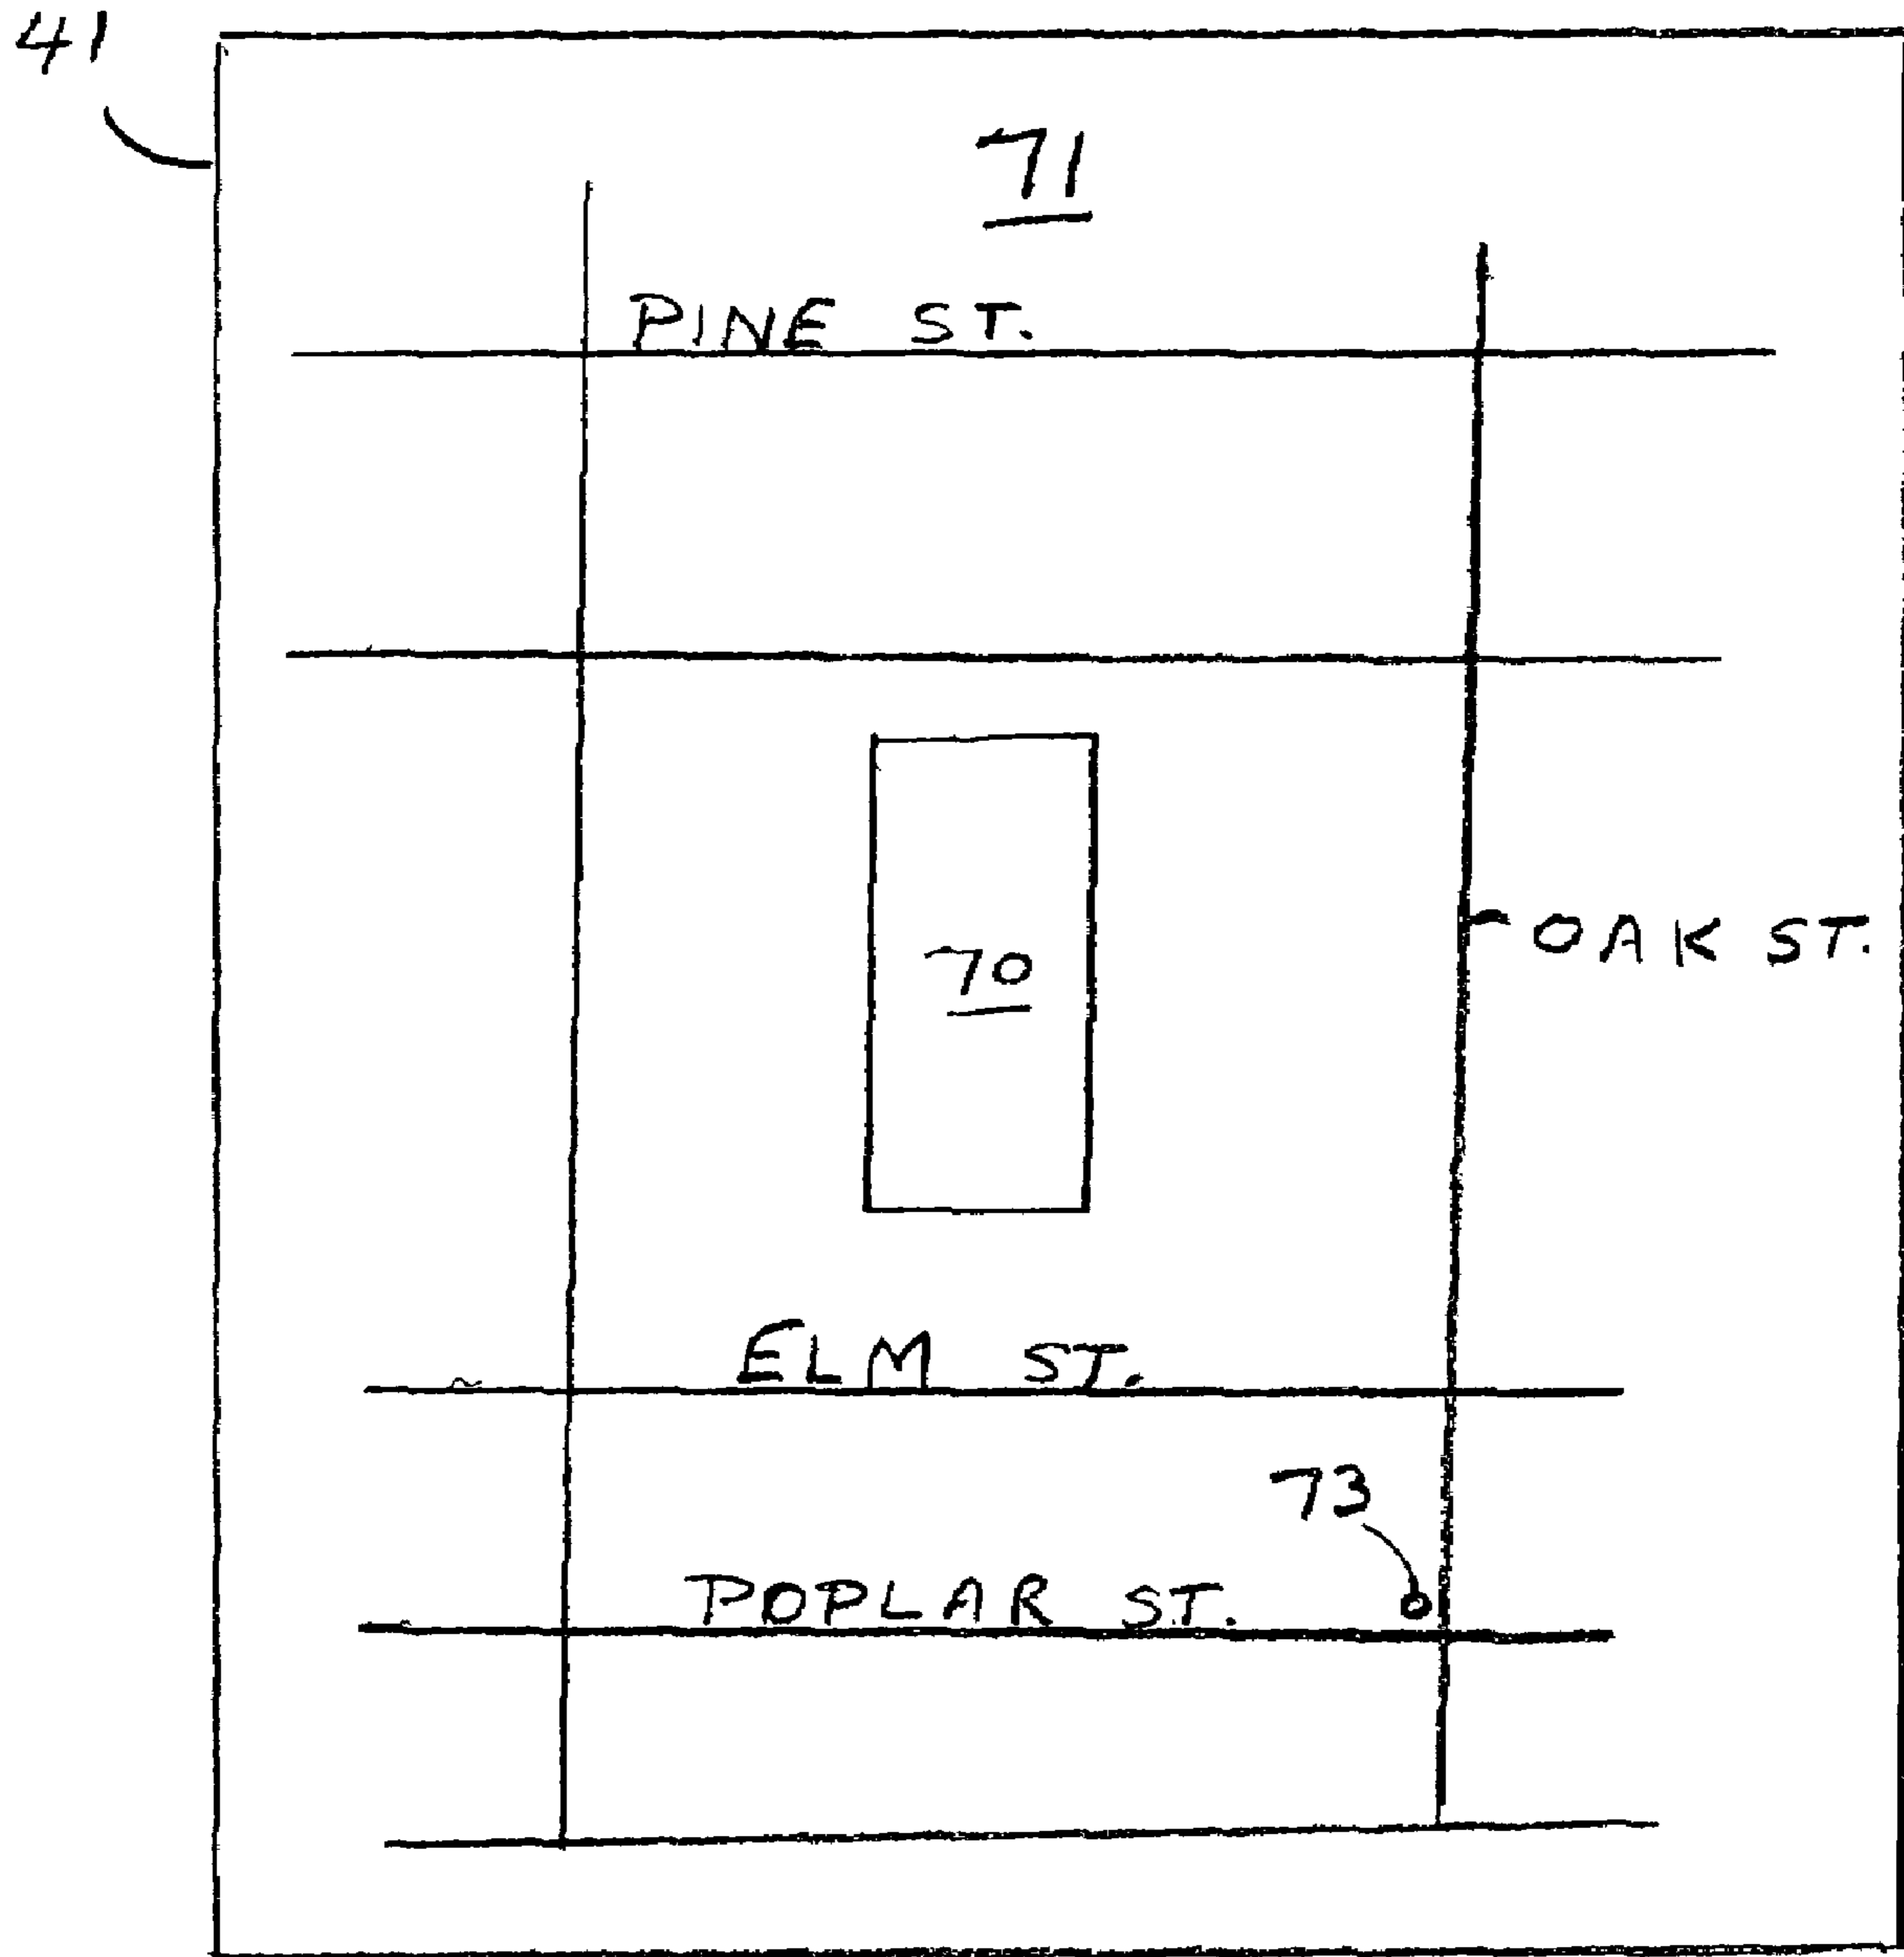 41
71
PINE ST.
70
OAK ST.
ELM ST.
73
POPLAR ST.